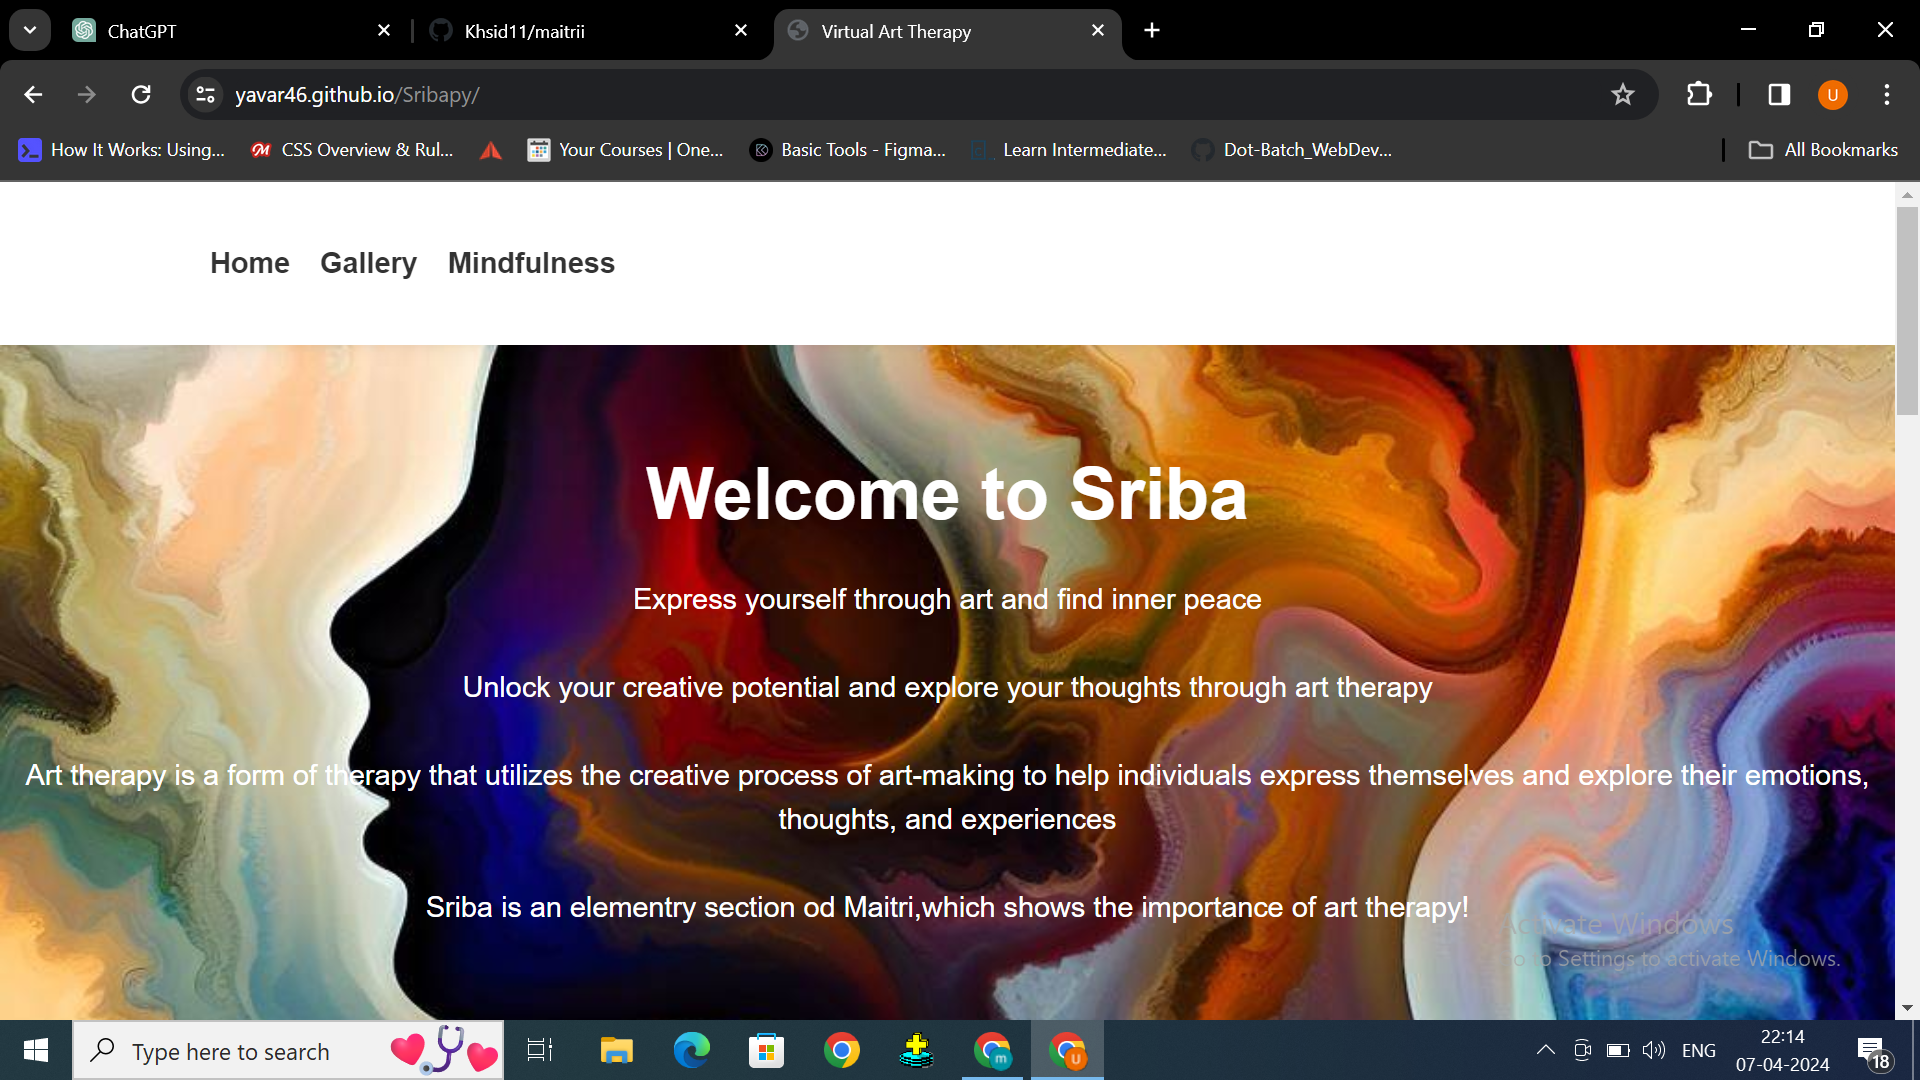 ChatGPT
Khsid11/maitrii
Virtual Art Therapy
yavar46.github.io/Sribapy/
U
How It Works: Using...
CSS Overview & Rul...
Your Courses | One...
Basic Tools - Figma...
Learn Intermediate...
Dot-Batch_WebDev...
All Bookmarks
Home Gallery Mindfulness
Welcome to Sriba
Express yourself through art and find inner peace
Unlock your creative potential and explore your thoughts through art therapy
Art therapy is a form of therapy that utilizes the creative process of art-making to help individuals express themselves and explore their emotions,
thoughts, and experiences
Sriba is an elementry section od Maitri,which shows the importance of art therapy!
Activate Windows
Go to Settings to activate Windows.
Type here to search
m
U
ENG
22:14
07-04-2024
18